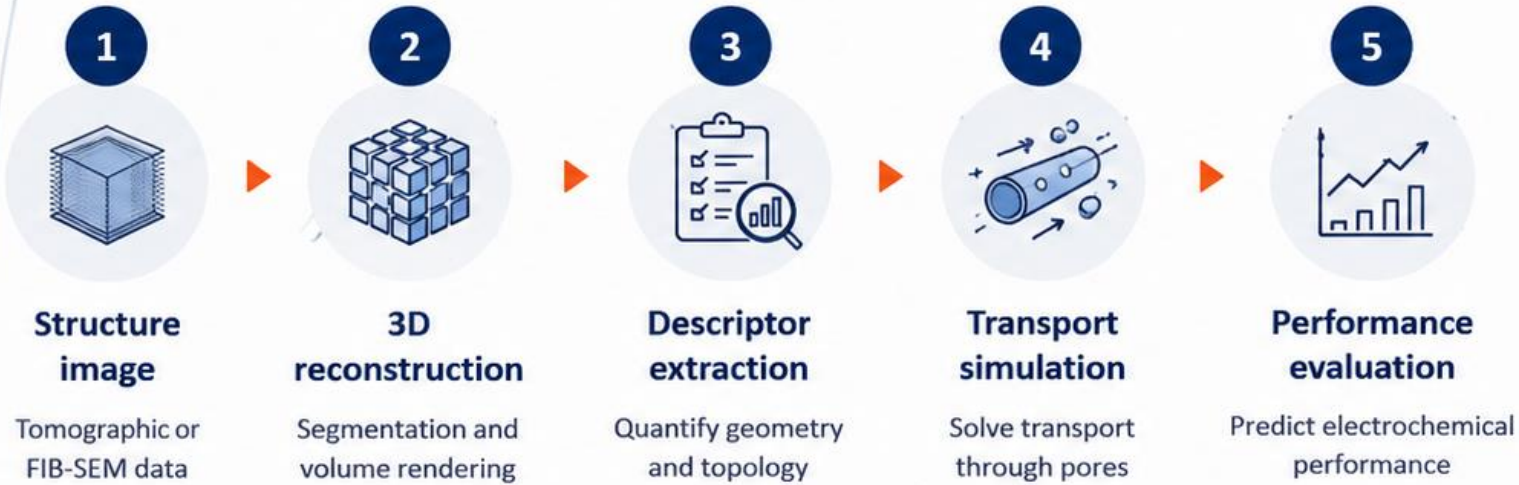 1
2
3
4
5
Structure
image
3D
reconstruction
Descriptor
extraction
Transport
simulation
Performance
evaluation
Tomographic or
FIB-SEM data
Segmentation and
volume rendering
Quantify geometry
and topology
Solve transport
through pores
Predict electrochemical
performance